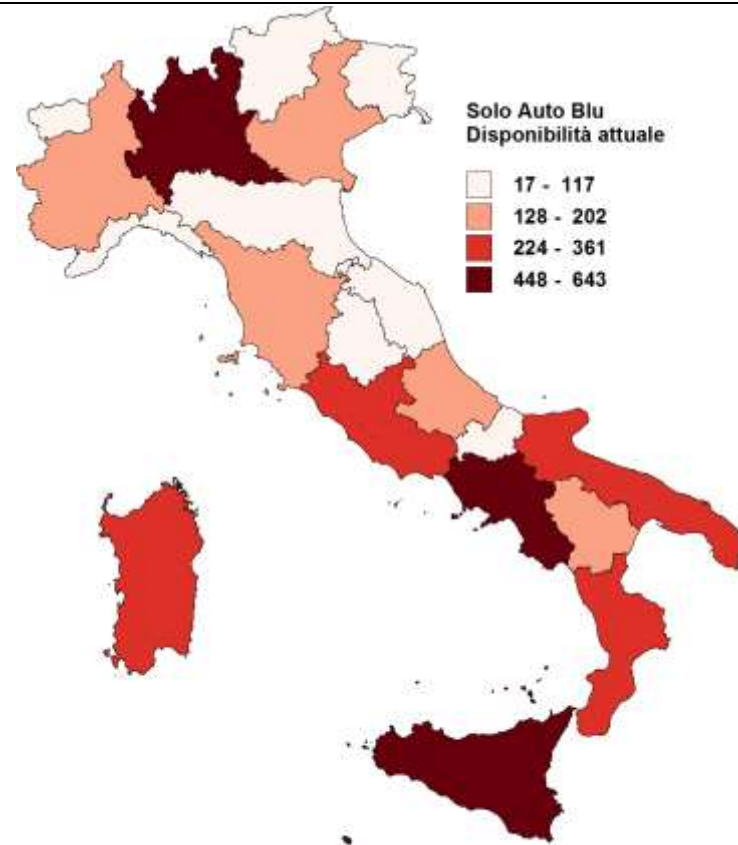 Solo Auto Blu
Disponibilità attuale
17 - 117
128 - 202
224 - 361
448 - 643